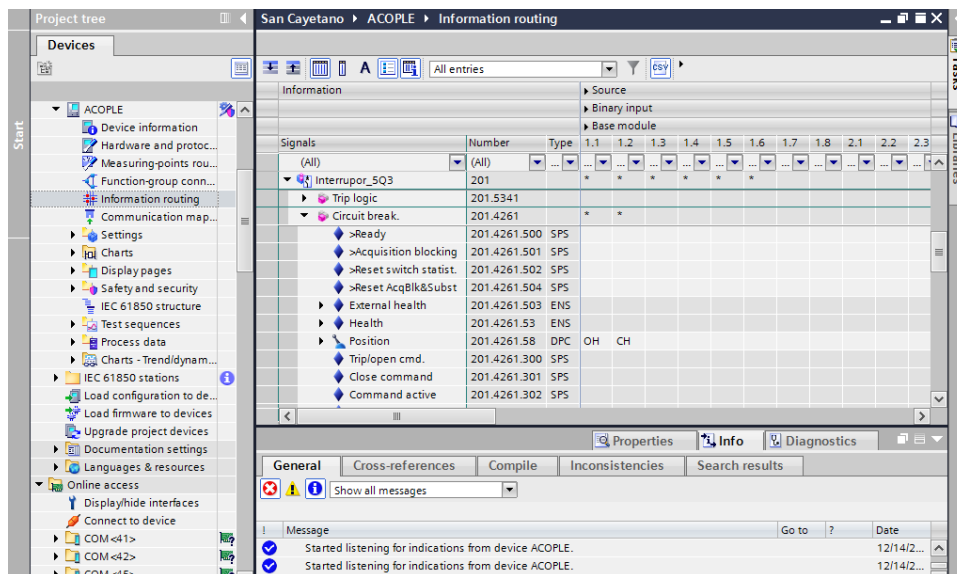 Project tree
San Cayetano ▸ ACOPLE ▸ Information routing
Devices
Start
Tasks
Libraries
ACOPLE
Device information
Hardware and protoc...
Measuring-points rou...
Function-group conn...
Information routing
Communication map...
Settings
Charts
Display pages
Safety and security
IEC 61850 structure
Test sequences
Process data
Charts - Trend/dynam...
IEC 61850 stations
Load configuration to de...
Load firmware to devices
Upgrade project devices
Documentation settings
Languages & resources
Online access
Display/hide interfaces
Connect to device
COM <41>
COM <42>
All entries
CSV
Information
Source
Binary input
Base module
Signals Number Type 1.1 1.2 1.3 1.4 1.5 1.6 1.7 1.8 2.1 2.2 2.3
(All) (All) ... ... ... ... ... ... ... ... ... ... ... ...
Interrupor_5Q3 201 * * * * * *
Trip logic 201.5341
Circuit break. 201.4261 * *
>Ready 201.4261.500 SPS
>Acquisition blocking 201.4261.501 SPS
>Reset switch statist. 201.4261.502 SPS
>Reset AcqBlk&Subst 201.4261.504 SPS
External health 201.4261.503 ENS
Health 201.4261.53 ENS
Position 201.4261.58 DPC OH CH
Trip/open cmd. 201.4261.300 SPS
Close command 201.4261.301 SPS
Command active 201.4261.302 SPS
Properties Info Diagnostics
General Cross-references Compile Inconsistencies Search results
Show all messages
! Message Go to ? Date
Started listening for indications from device ACOPLE. 12/14/2...
Started listening for indications from device ACOPLE. 12/14/2...